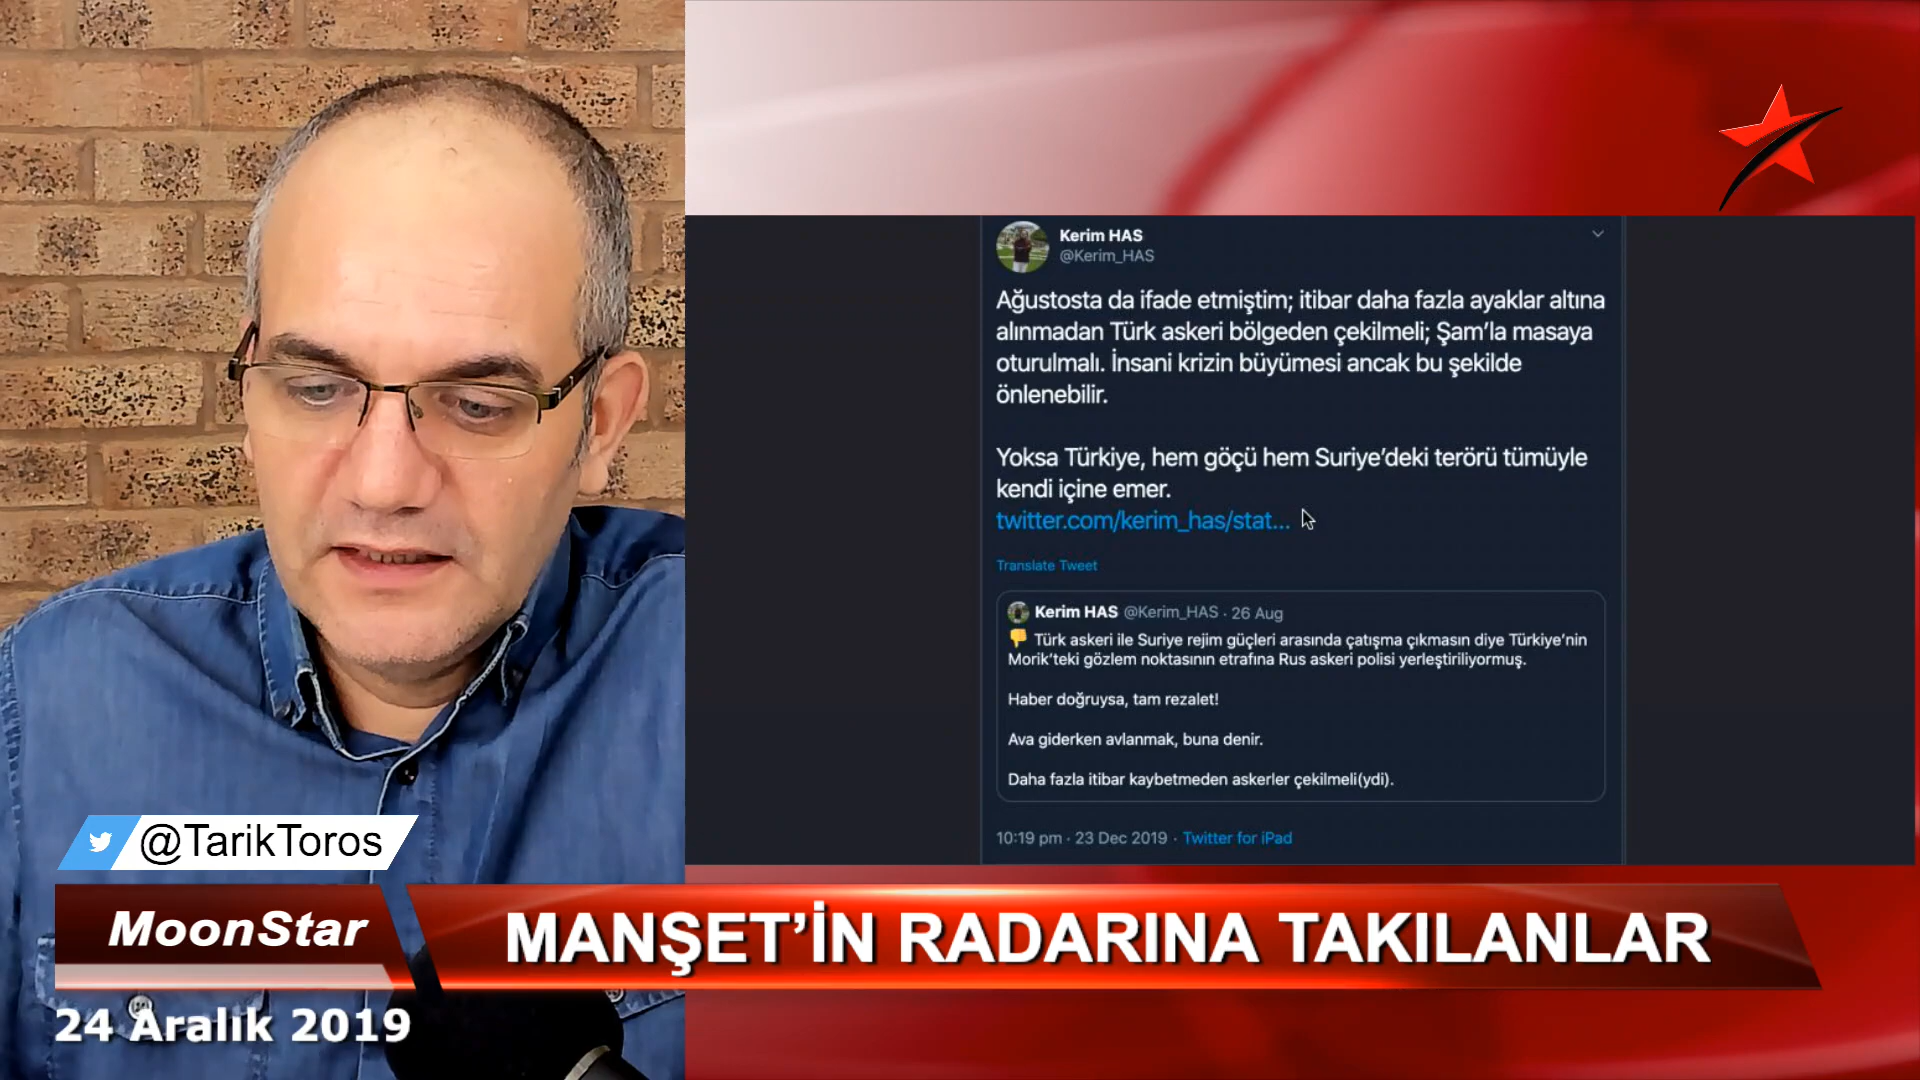 Kerim HAS
@Kerim_HAS
Ağustosta da ifade etmiştim; itibar daha fazla ayaklar altına
alınmadan Türk askeri bölgeden çekilmeli; Şam’la masaya
oturulmalı. İnsani krizin büyümesi ancak bu şekilde
önlenebilir.
Yoksa Türkiye, hem göçü hem Suriye’deki terörü tümüyle
kendi içine emer.
twitter.com/kerim_has/stat...
Translate Tweet
Kerim HAS @Kerim_HAS · 26 Aug
👎 Türk askeri ile Suriye rejim güçleri arasında çatışma çıkmasın diye Türkiye’nin
Morik’teki gözlem noktasının etrafına Rus askeri polisi yerleştiriliyormuş.
Haber doğruysa, tam rezalet!
Ava giderken avlanmak, buna denir.
Daha fazla itibar kaybetmeden askerler çekilmeli(ydi).
10:19 pm · 23 Dec 2019 · Twitter for iPad
@TarikToros
MoonStar
MANŞET’İN RADARINA TAKILANLAR
24 Aralık 2019